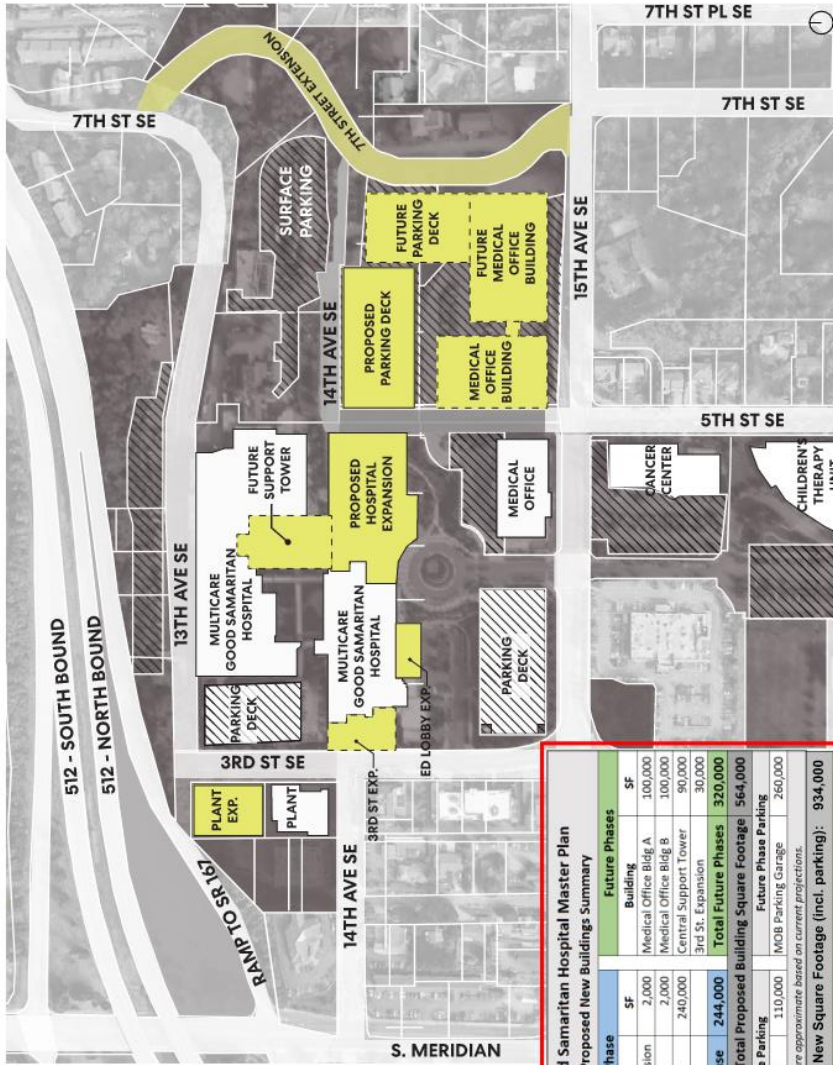 7TH ST PL SE
7TH ST SE
7TH STREET EXTENSION
7TH ST SE
SURFACE
PARKING
FUTURE
PARKING
DECK
FUTURE
MEDICAL
OFFICE
BUILDING
14TH AVE SE
PROPOSED
PARKING DECK
MEDICAL
OFFICE
BUILDING
15TH AVE SE
5TH ST SE
512 - SOUTH BOUND
512 - NORTH BOUND
13TH AVE SE
MULTICARE
GOOD SAMARITAN
HOSPITAL
FUTURE
SUPPORT
TOWER
PROPOSED
HOSPITAL
EXPANSION
MEDICAL
OFFICE
CANCER
CENTER
CHILDREN'S
THERAPY
UNIT
MULTICARE
GOOD SAMARITAN
HOSPITAL
PARKING
DECK
PARKING
DECK
ED LOBBY EXP.
3RD ST EXP.
3RD ST SE
PLANT
EXP.
PLANT
RAMP TO SR 167
14TH AVE SE
S. MERIDIAN
d Samaritan Hospital Master Plan
Proposed New Buildings Summary
Phase Future Phases
SF Building SF
sion 2,000 Medical Office Bldg A 100,000
2,000 Medical Office Bldg B 100,000
240,000 Central Support Tower 90,000
3rd St. Expansion 30,000
se 244,000 Total Future Phases 320,000
Total Proposed Building Square Footage 564,000
e Parking Future Phase Parking
110,000 MOB Parking Garage 260,000
re approximate based on current projections.
New Square Footage (incl. parking): 934,000